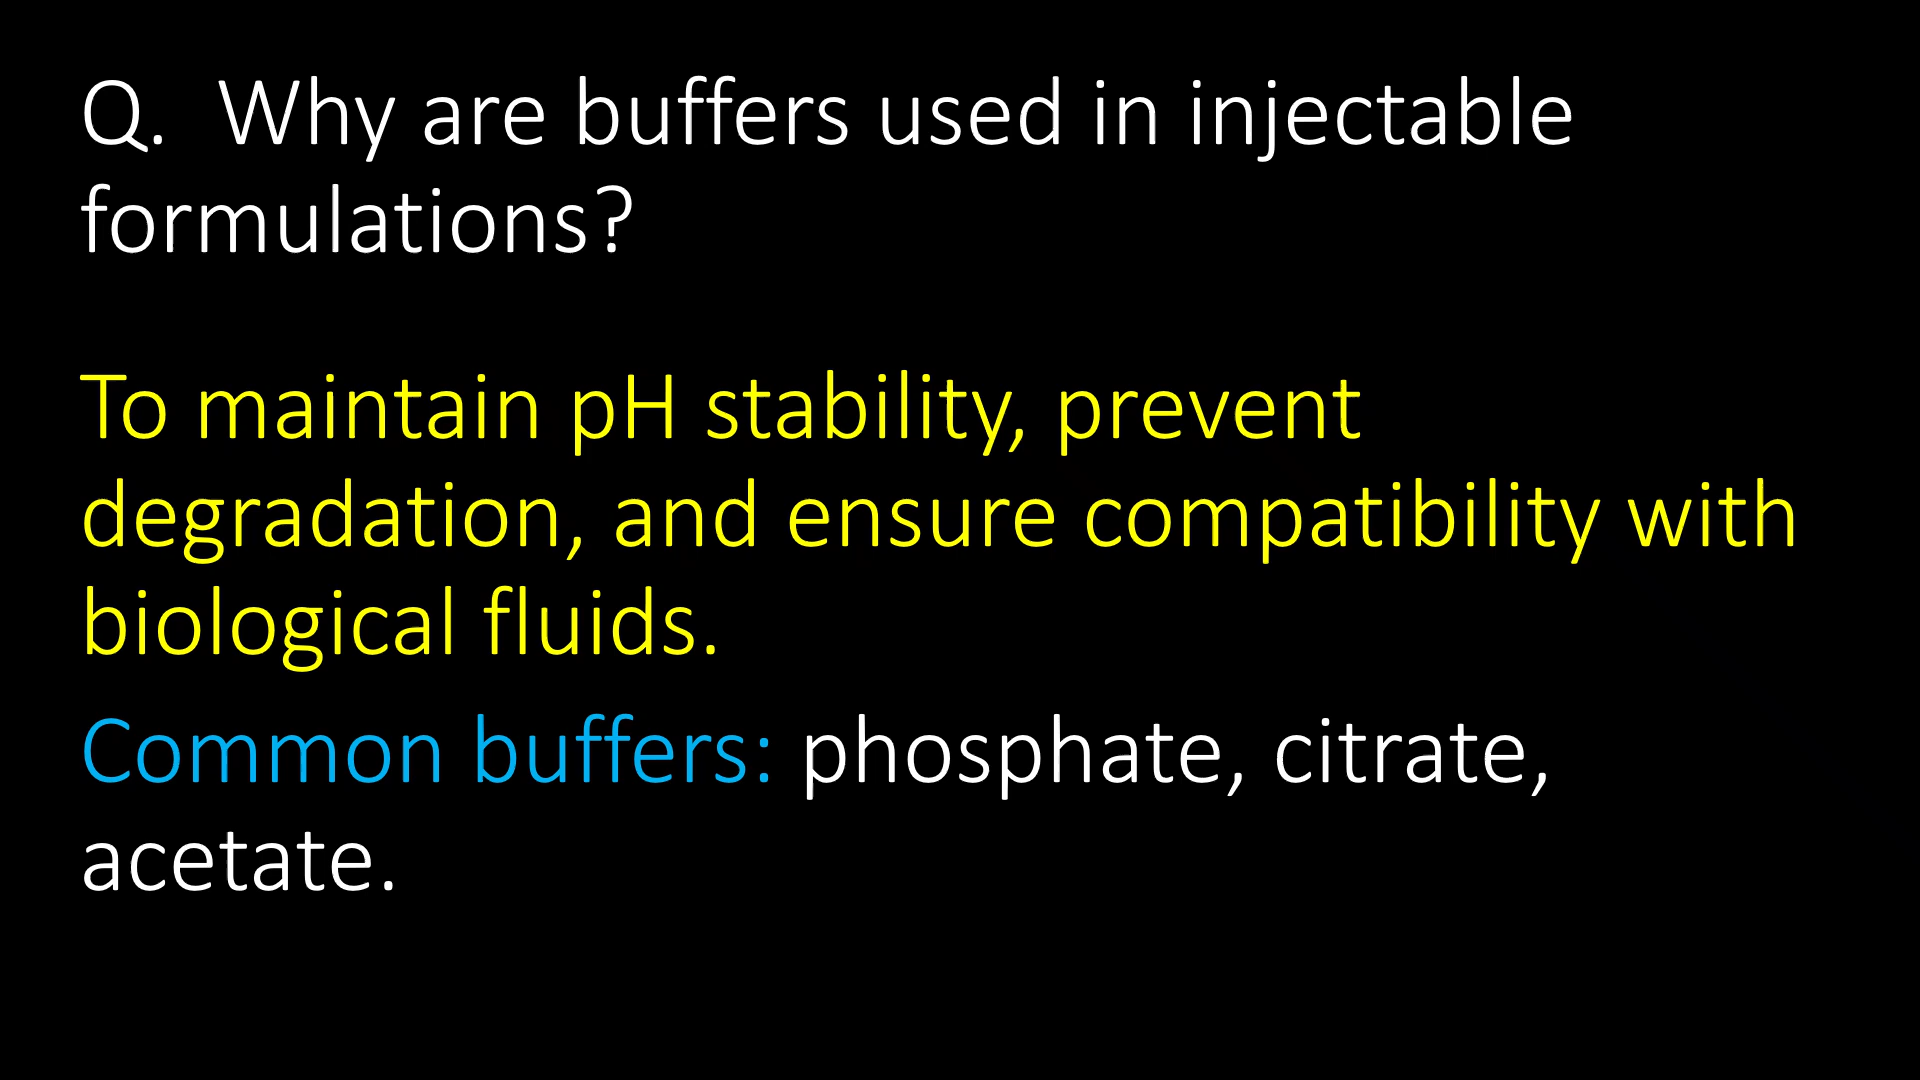 Q.  Why are buffers used in injectable
formulations?
To maintain pH stability, prevent
degradation, and ensure compatibility with
biological fluids.
Common buffers: phosphate, citrate,
acetate.